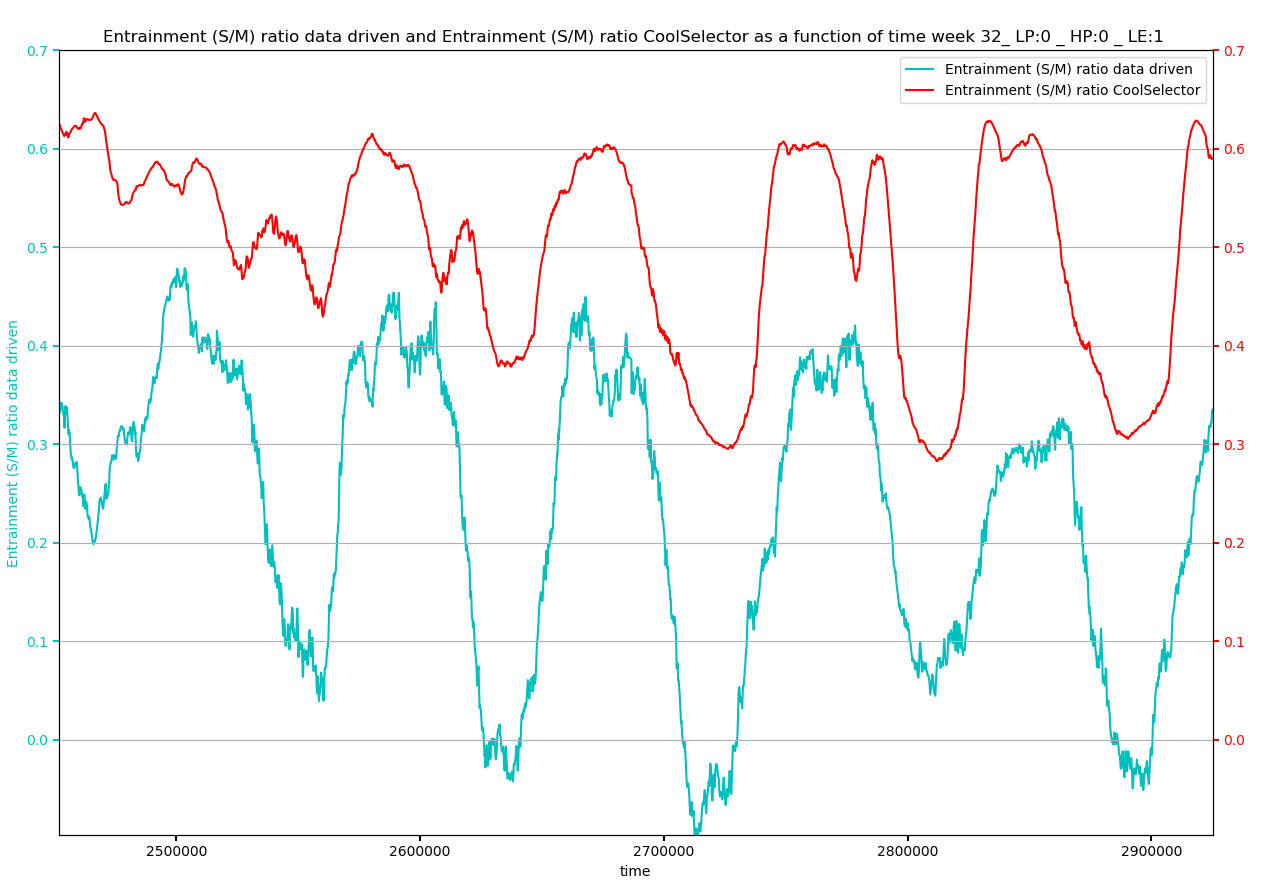 Entrainment (S/M) ratio data driven and Entrainment (S/M) ratio CoolSelector as a function of time week 32_ LP:0 _ HP:0 _ LE:1
Entrainment (S/M) ratio data driven
Entrainment (S/M) ratio CoolSelector
Entrainment (S/M) ratio data driven
0.7
0.6
0.5
0.4
0.3
0.2
0.1
0.0
0.7
0.6
0.5
0.4
0.3
0.2
0.1
0.0
2500000 2600000 2700000 2800000 2900000
time